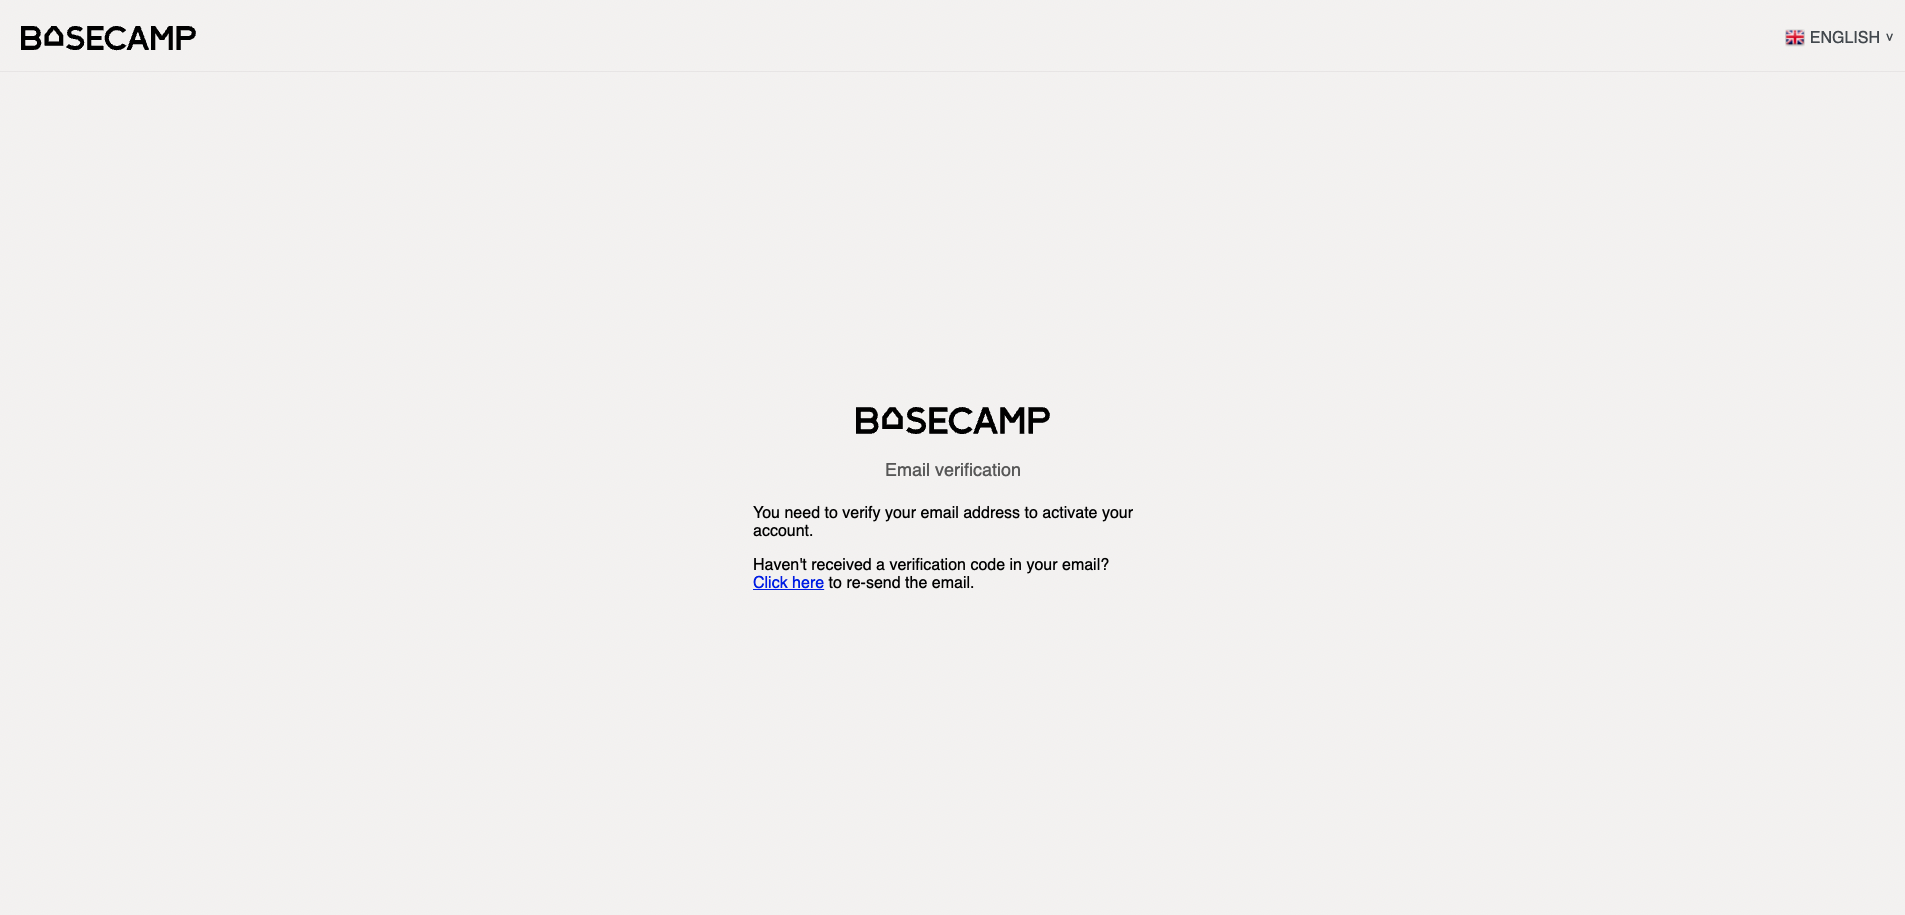 BASECAMP
ENGLISH v
BASECAMP
Email verification
You need to verify your email address to activate your
account.
Haven't received a verification code in your email?
Click here to re-send the email.